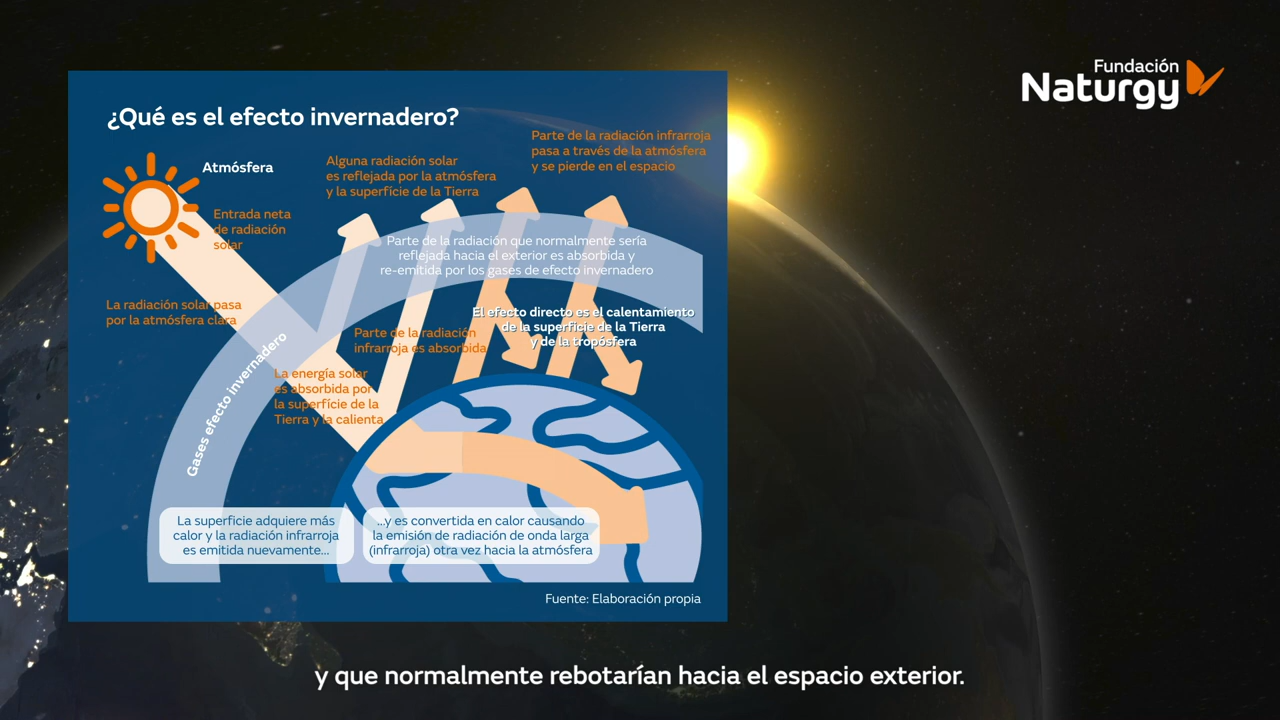 Fundación
Naturgy
¿Qué es el efecto invernadero?
Atmósfera
Entrada neta
de radiación
solar
Alguna radiación solar
es reflejada por la atmósfera
y la superfície de la Tierra
Parte de la radiación infrarroja
pasa a través de la atmósfera
y se pierde en el espacio
Parte de la radiación que normalmente sería
reflejada hacia el exterior es absorbida y
re-emitida por los gases de efecto invernadero
La radiación solar pasa
por la atmósfera clara
El efecto directo es el calentamiento
de la superficie de la Tierra
y de la tropósfera
Parte de la radiación
infrarroja es absorbida
La energía solar
es absorbida por
la superfície de la
Tierra y la calienta
Gases efecto invernadero
La superficie adquiere más
calor y la radiación infrarroja
es emitida nuevamente...
...y es convertida en calor causando
la emisión de radiación de onda larga
(infrarroja) otra vez hacia la atmósfera
Fuente: Elaboración propia
y que normalmente rebotarían hacia el espacio exterior.